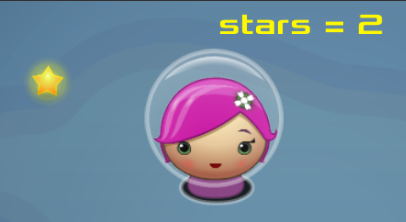 stars = 2